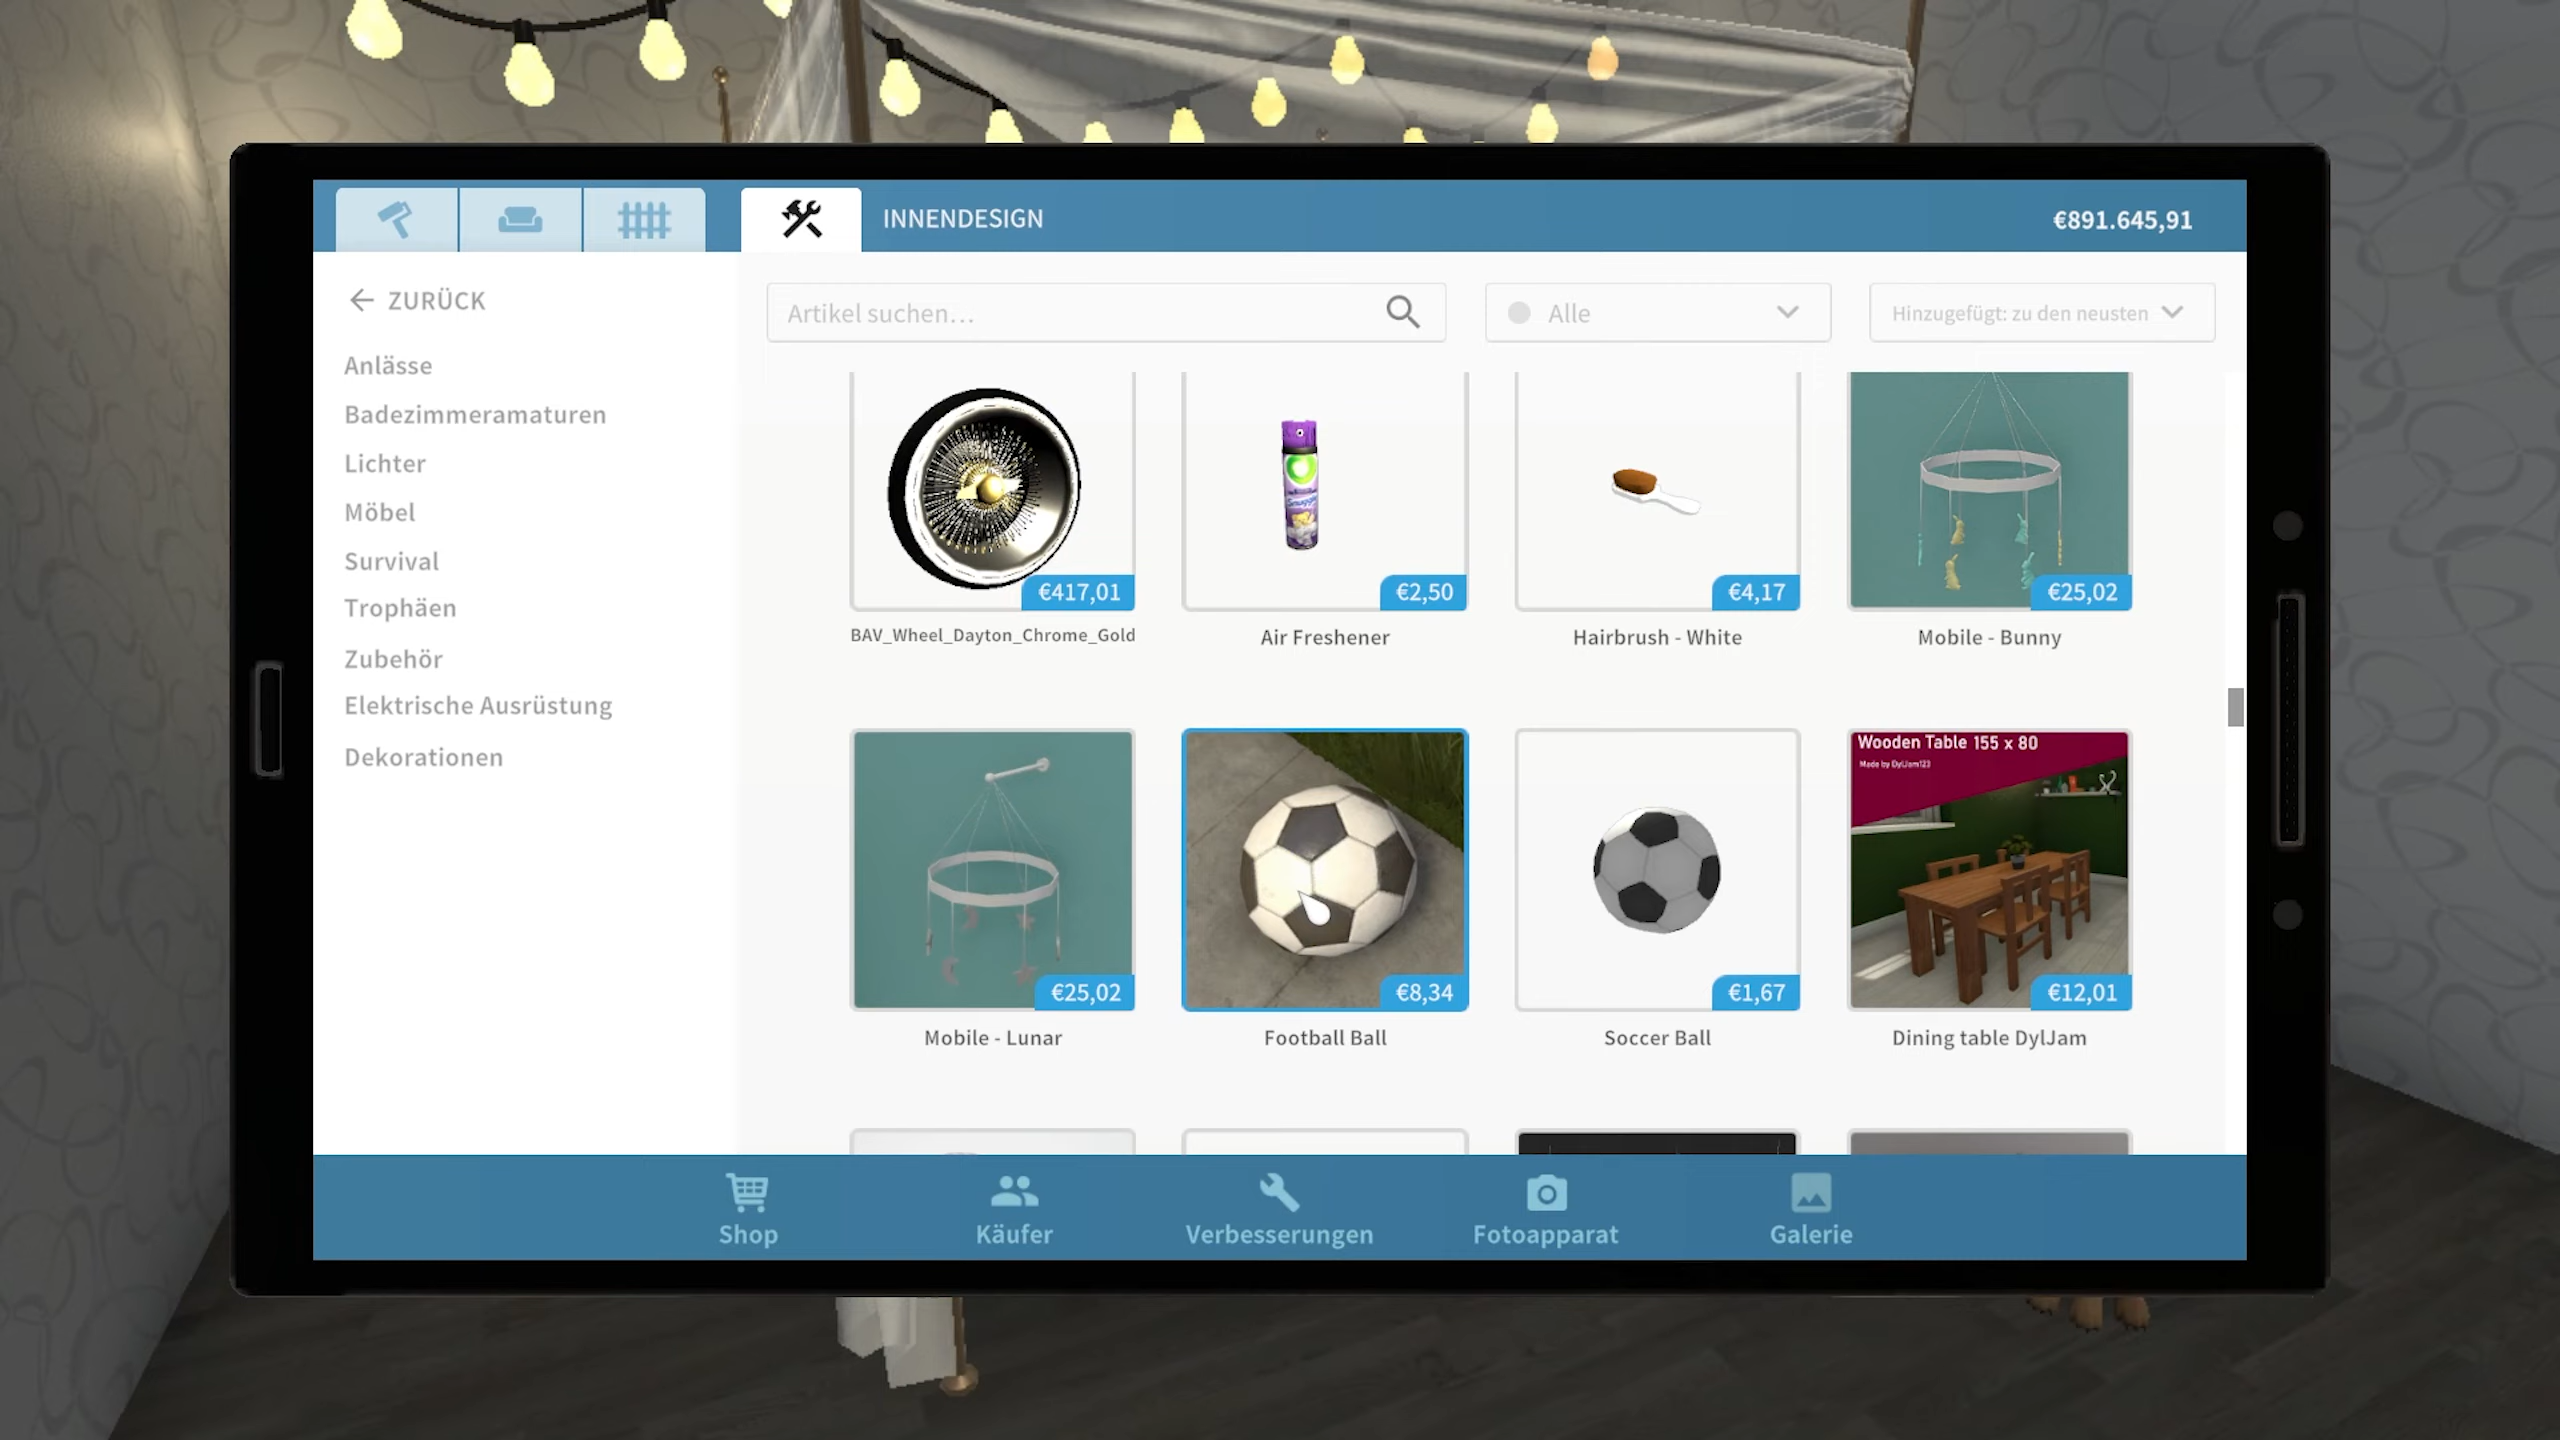 INNENDESIGN
€891.645,91
ZURÜCK
Artikel suchen...
Alle
Hinzugefügt: zu den neusten
Anlässe
Badezimmeramaturen
Lichter
Möbel
Survival
Trophäen
Zubehör
Elektrische Ausrüstung
Dekorationen
€417,01
€2,50
€4,17
€25,02
BAV_Wheel_Dayton_Chrome_Gold
Air Freshener
Hairbrush - White
Mobile - Bunny
Wooden Table 155 x 80
Made by DylJam123
€25,02
€8,34
€1,67
€12,01
Mobile - Lunar
Football Ball
Soccer Ball
Dining table DylJam
Shop
Käufer
Verbesserungen
Fotoapparat
Galerie